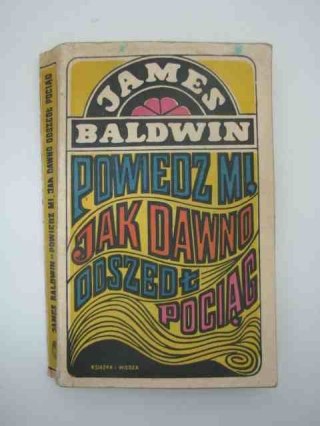 JAMES
BALDWIN
POWIEDZ MI
JAK DAWNO
ODSZEDŁ
POCIĄG
KSIĄŻKA I WIEDZA
JAMES BALDWIN — POWIEDZ MI, JAK DAWNO ODSZEDŁ POCIĄG